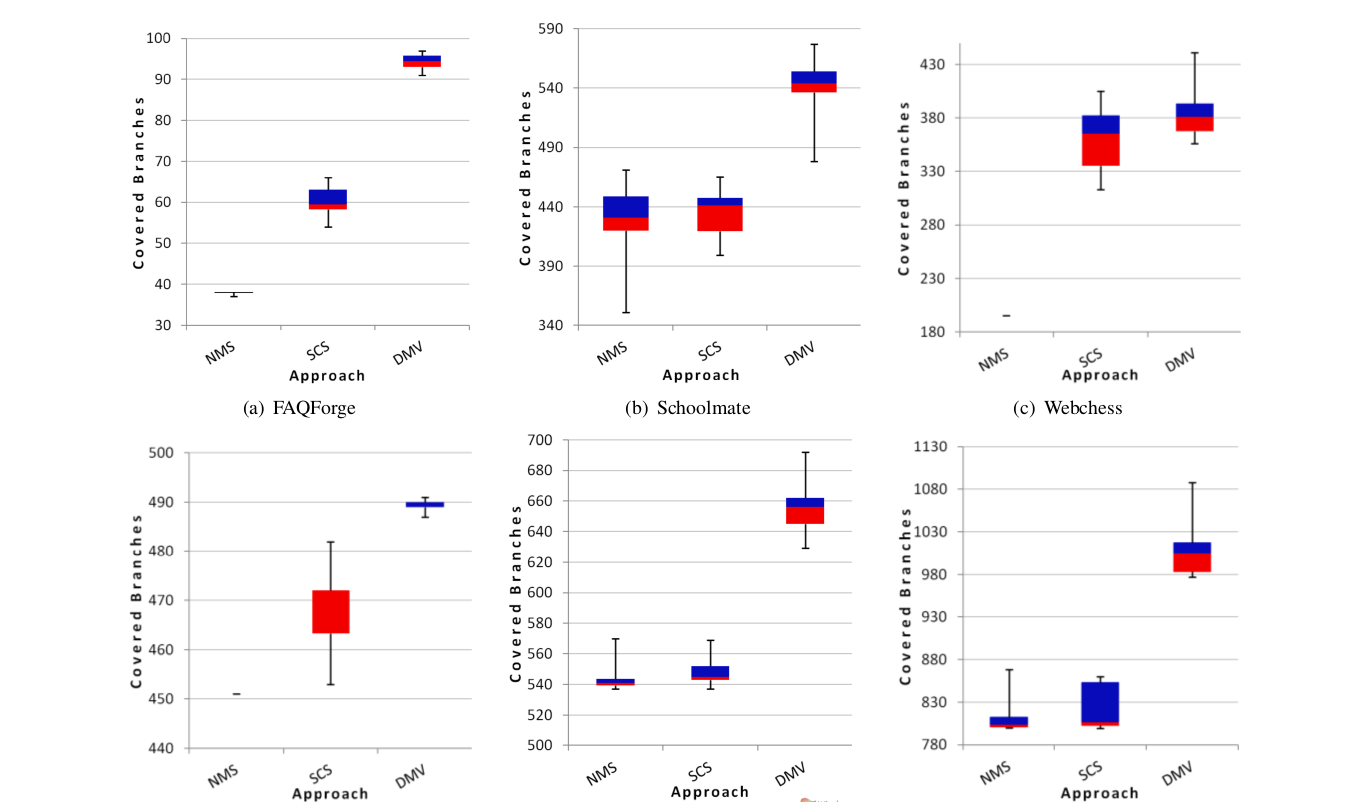 100
90
80
70
60
50
40
30
Covered Branches
NMS
SCS
DMV
Approach
(a) FAQForge
590
540
490
440
390
340
Covered Branches
NMS
SCS
DMV
Approach
(b) Schoolmate
430
380
330
280
230
180
Covered Branches
NMS
SCS
DMV
Approach
(c) Webchess
500
490
480
470
460
450
440
Covered Branches
NMS
SCS
DMV
Approach
700
680
660
640
620
600
580
560
540
520
500
Covered Branches
NMS
SCS
DMV
Approach
1130
1080
1030
980
930
880
830
780
Covered Branches
NMS
SCS
DMV
Approach